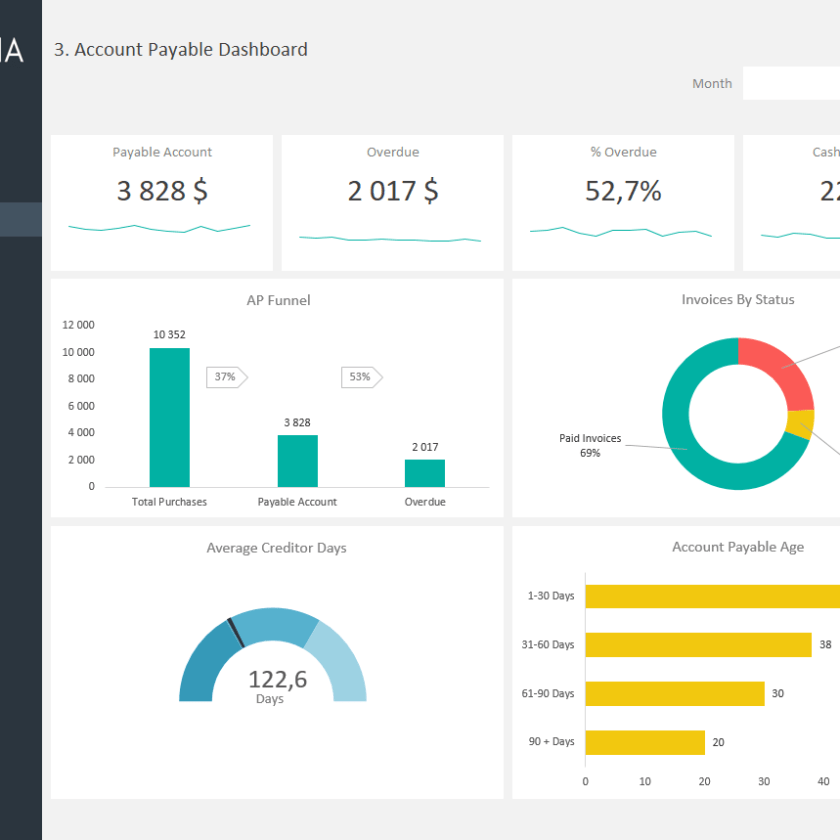 3. Account Payable Dashboard
Month
Payable Account
3 828 $
Overdue
2 017 $
% Overdue
52,7%
Cash
AP Funnel
12 000
10 000
8 000
6 000
4 000
2 000
0
10 352
37%
3 828
53%
2 017
Total Purchases
Payable Account
Overdue
Invoices By Status
Paid Invoices
69%
Average Creditor Days
122,6
Days
Account Payable Age
1-30 Days
31-60 Days
38
61-90 Days
30
90 + Days
20
0
10
20
30
40